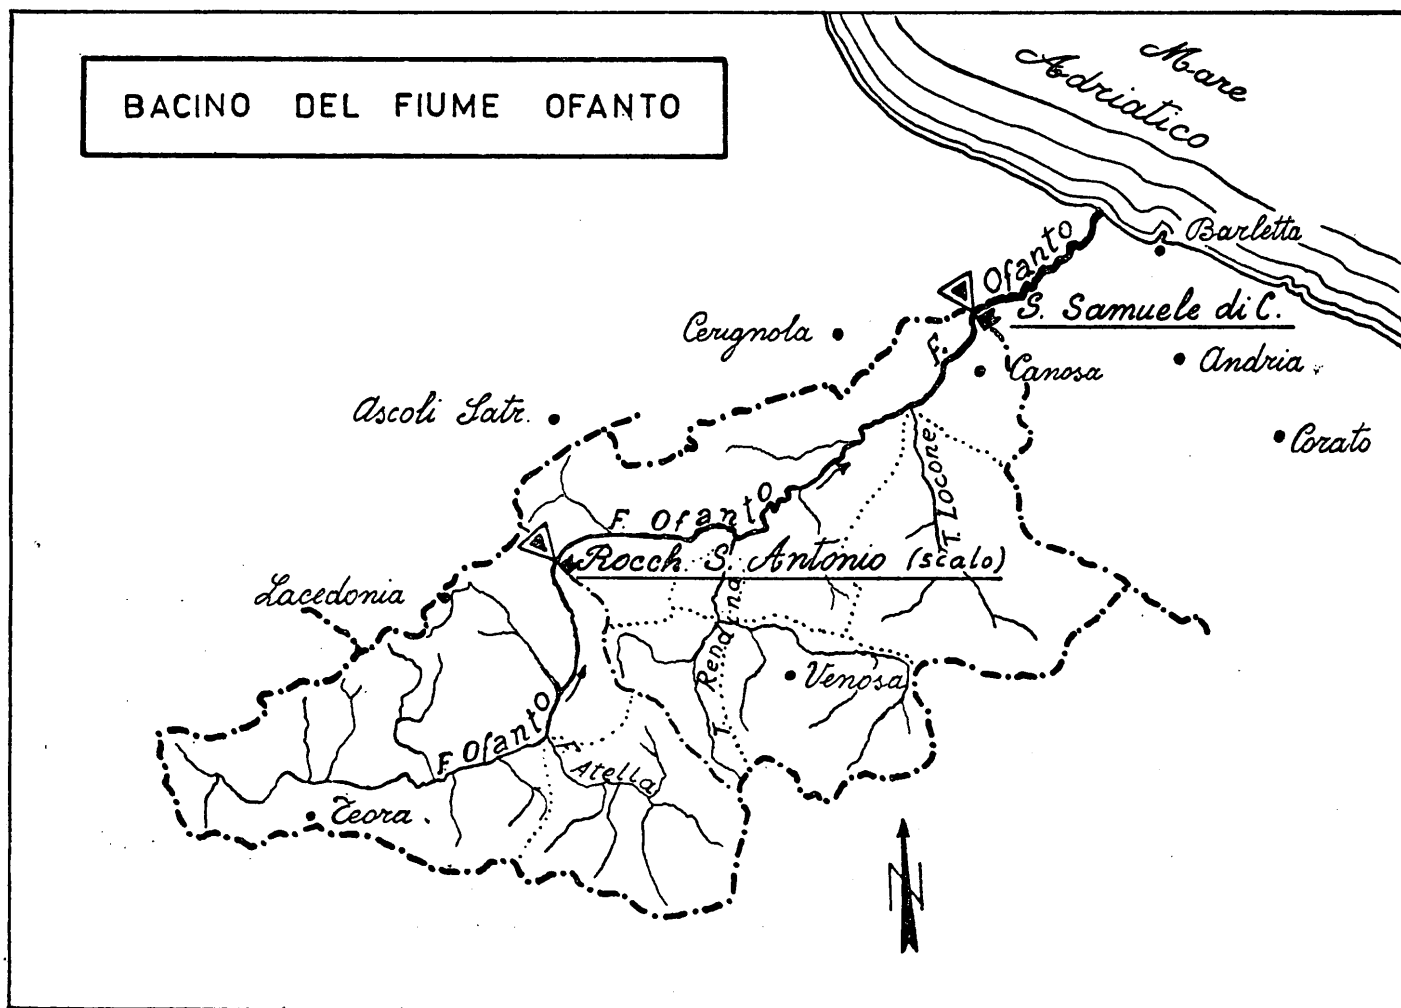 BACINO DEL FIUME OFANTO
Mare
Adriatico
Barletta
Ofanto
S. Samuele di C.
Cerignola
F.
Andria
Canosa
Ascoli Satr.
Corato
T. Locone
F. Ofanto
Rocch. S. Antonio (scalo)
Lacedonia
T. Rendina
Venosa
F. Ofanto
T. Atella
Teora.
N